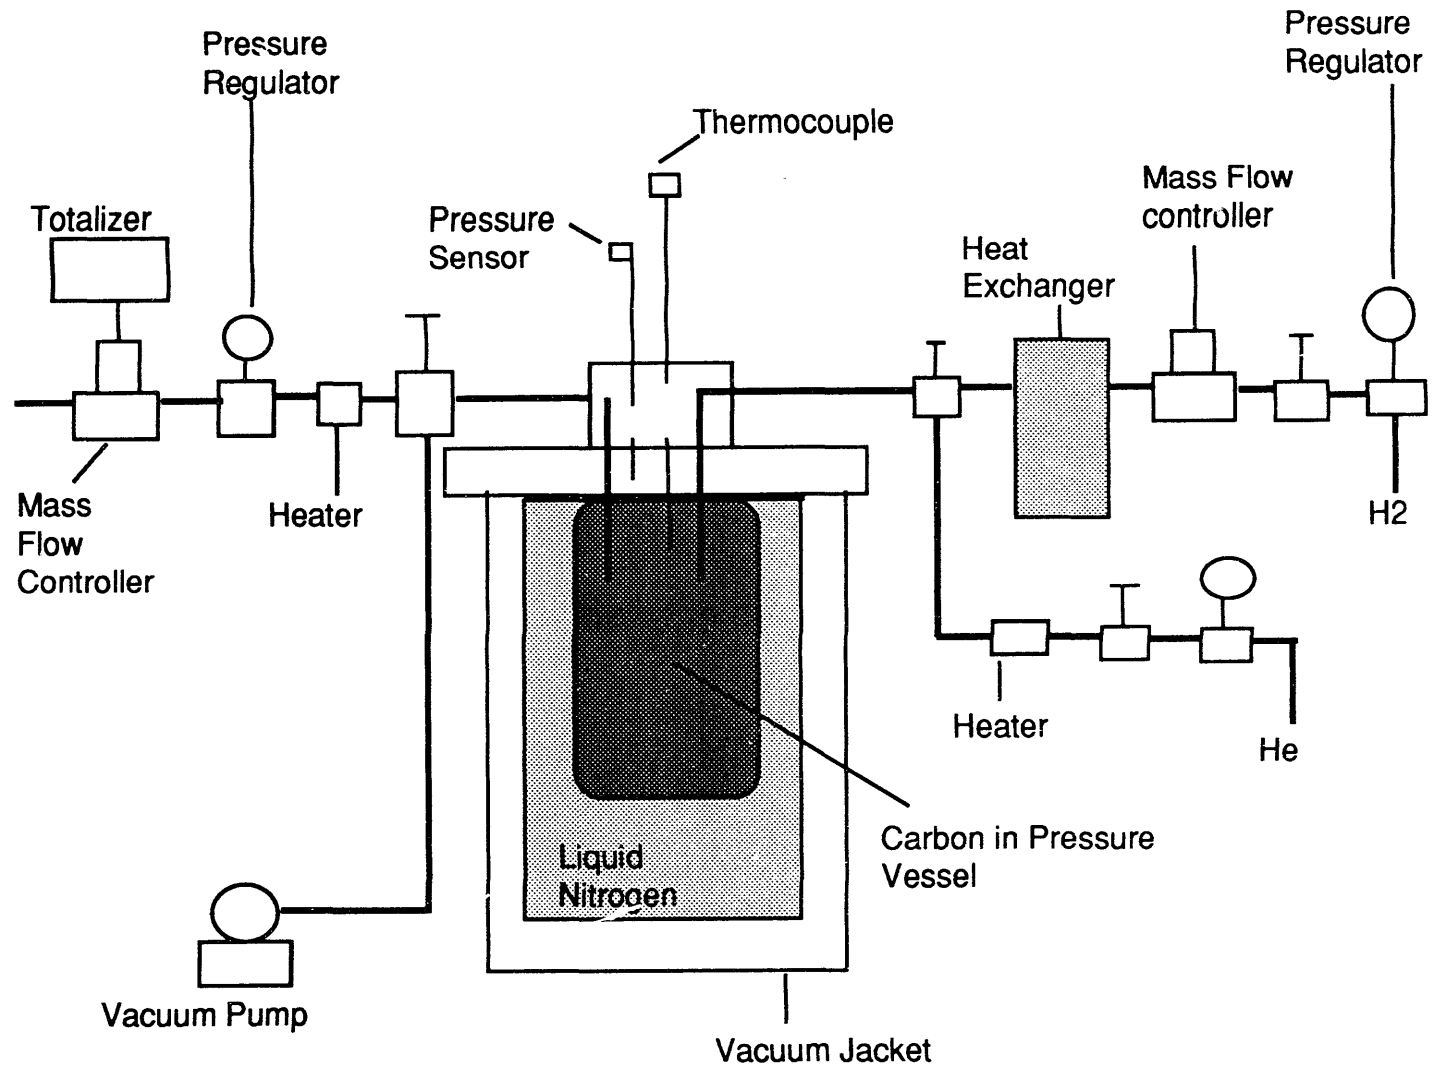 Pressure
Regulator
Pressure
Regulator
Thermocouple
Mass Flow
controller
Totalizer
Pressure
Sensor
Heat
Exchanger
Mass
Flow
Controller
Heater
H2
Heater
He
Carbon in Pressure
Vessel
Liquid
Nitrogen
Vacuum Pump
Vacuum Jacket